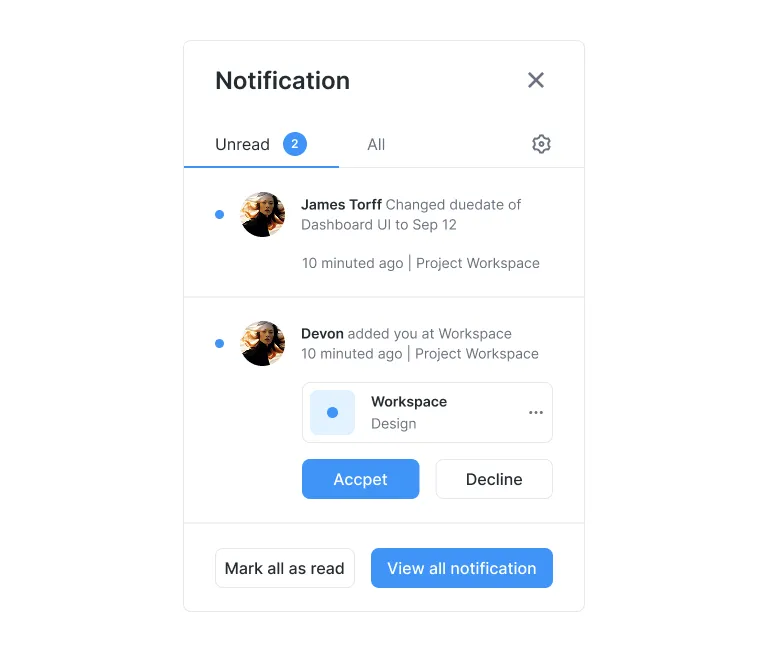 Notification
Unread 2 All
James Torff Changed duedate of
Dashboard UI to Sep 12
10 minuted ago | Project Workspace
Devon added you at Workspace
10 minuted ago | Project Workspace
Workspace
Design
Accpet Decline
Mark all as read View all notification